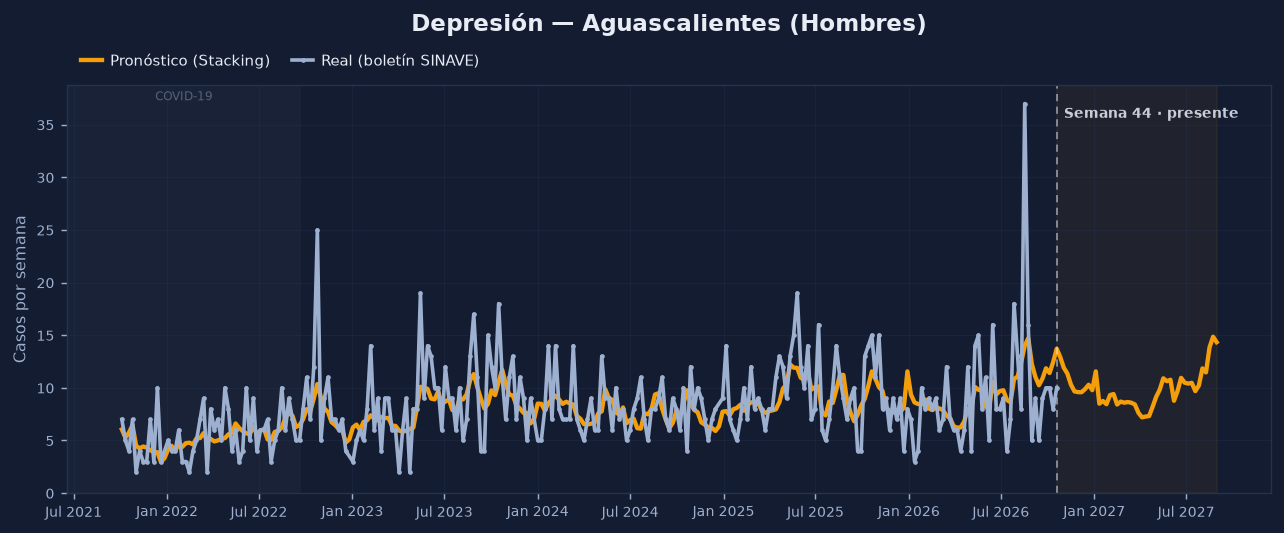 Depresión — Aguascalientes (Hombres)
Pronóstico (Stacking)
Real (boletín SINAVE)
COVID-19
Semana 44 · presente
Casos por semana
35
30
25
20
15
10
5
0
Jul 2021
Jan 2022
Jul 2022
Jan 2023
Jul 2023
Jan 2024
Jul 2024
Jan 2025
Jul 2025
Jan 2026
Jul 2026
Jan 2027
Jul 2027